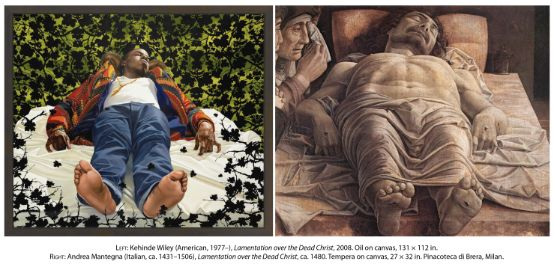 LEFT: Kehinde Wiley (American, 1977–), Lamentation over the Dead Christ, 2008. Oil on canvas, 131 × 112 in.
RIGHT: Andrea Mantegna (Italian, ca. 1431–1506), Lamentation over the Dead Christ, ca. 1480. Tempera on canvas, 27 × 32 in. Pinacoteca di Brera, Milan.